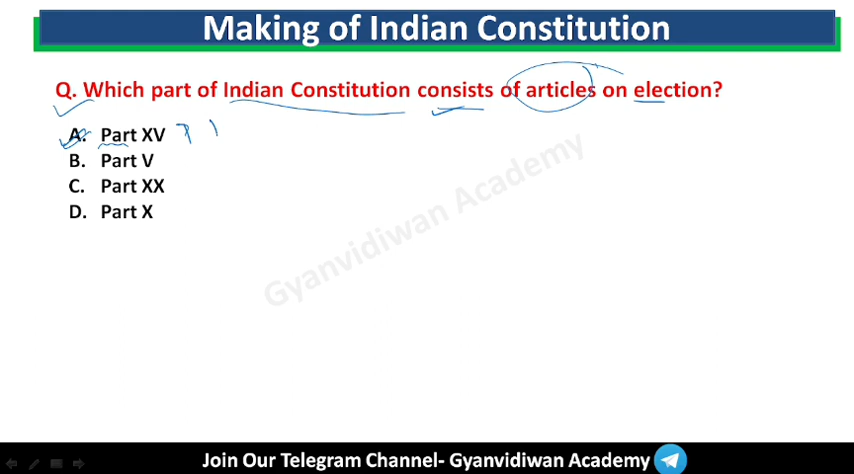 Making of Indian Constitution
Q. Which part of Indian Constitution consists of articles on election?
A. Part XV
B. Part V
C. Part XX
D. Part X
Gyanvidiwan Academy
Join Our Telegram Channel- Gyanvidiwan Academy